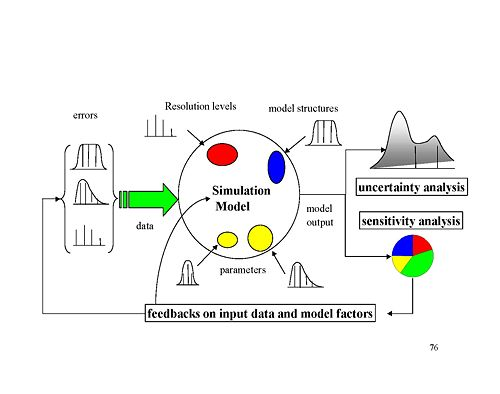 errors
Resolution levels
model structures
Simulation
Model
data
model
output
uncertainty analysis
sensitivity analysis
parameters
feedbacks on input data and model factors
76